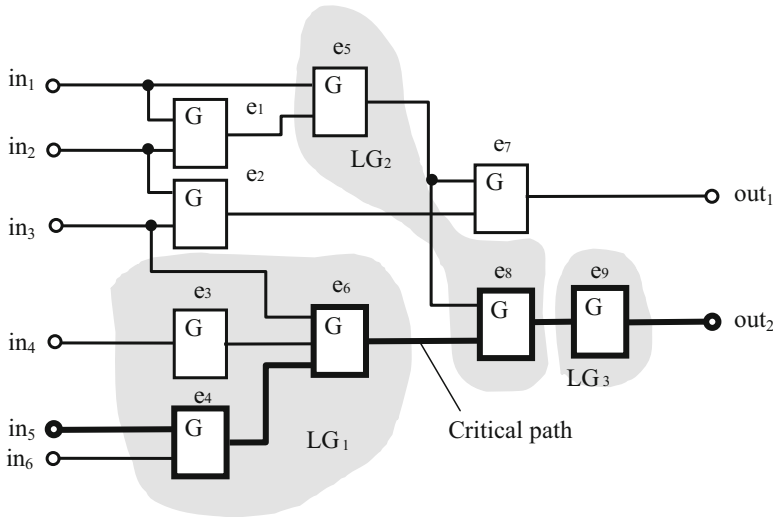 e5
in1
G
G
e1
in2
LG2
e7
e2
G
G
out1
in3
e8
e9
e3
e6
G
G
G
G
out2
in4
e4
LG3
in5
G
LG1
Critical path
in6